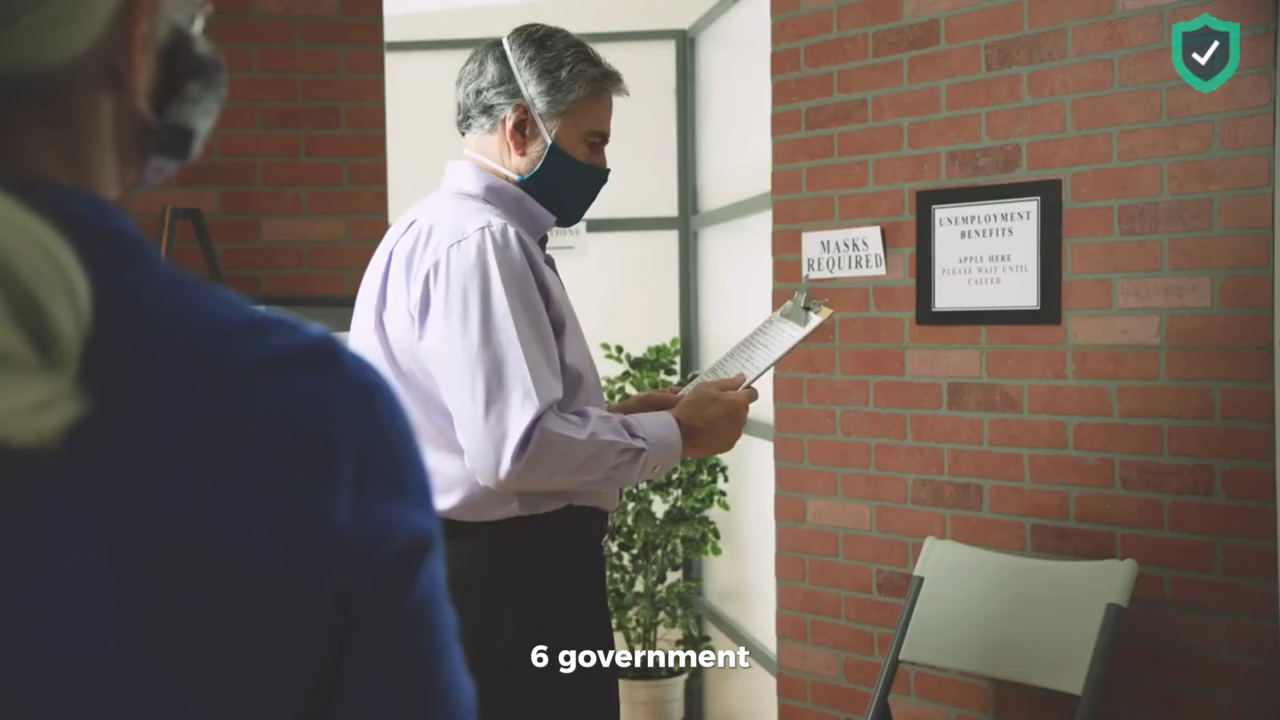 UNEMPLOYMENT
BENEFITS
APPLY HERE
PLEASE WAIT UNTIL
CALLED
MASKS
REQUIRED
6 government